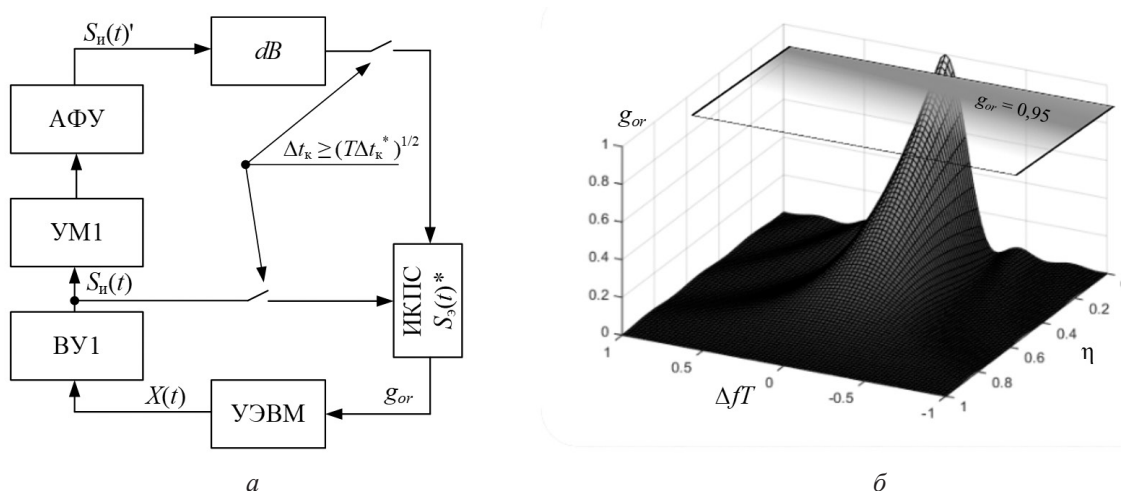 S_и(t)'
dB
АФУ
Δt_к ≥ (TΔt_к^*)^{1/2}
УМ1
S_и(t)
ИКПС
S_э(t)*
ВУ1
X(t)
УЭВМ
g_or
а
g_or
g_or = 0,95
1
0.8
0.6
0.4
0.2
0
1
0.5
0
-0.5
-1
ΔfT
0.2
0.4
0.6
0.8
1
η
б